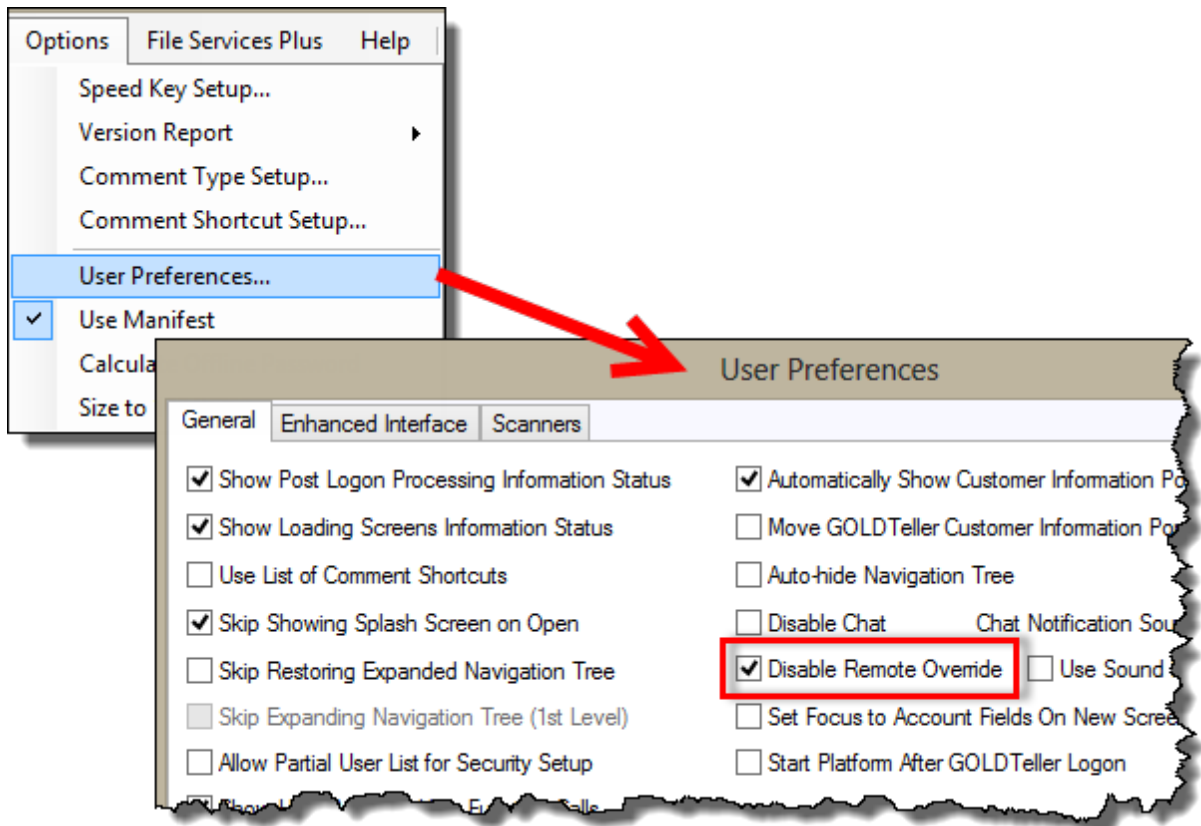 Options File Services Plus Help
Speed Key Setup...
Version Report
Comment Type Setup...
Comment Shortcut Setup...
User Preferences...
Use Manifest
Size to
User Preferences
General Enhanced Interface Scanners
Show Post Logon Processing Information Status
Show Loading Screens Information Status
Use List of Comment Shortcuts
Skip Showing Splash Screen on Open
Skip Restoring Expanded Navigation Tree
Skip Expanding Navigation Tree (1st Level)
Allow Partial User List for Security Setup
Automatically Show Customer Information
Move GOLDTeller Customer Information
Auto-hide Navigation Tree
Disable Chat Chat Notification
Disable Remote Override Use Sound
Set Focus to Account Fields On New
Start Platform After GOLDTeller Logon